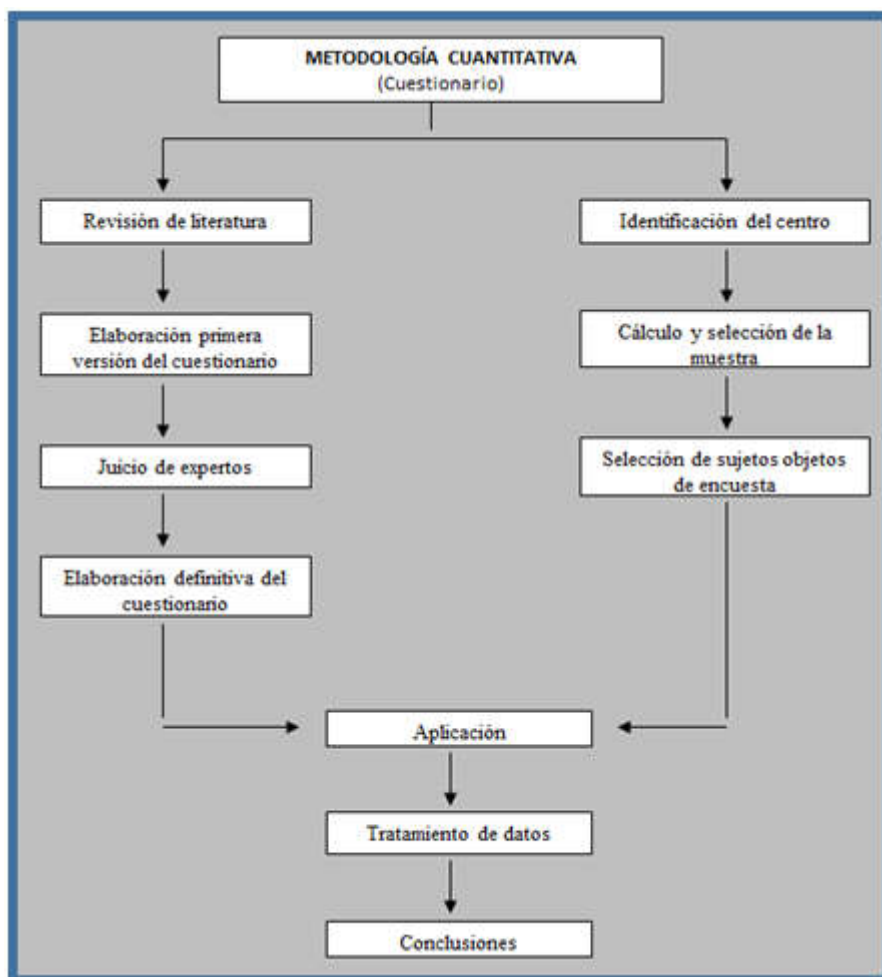 METODOLOGÍA CUANTITATIVA
(Cuestionario)
Revisión de literatura
Elaboración primera
versión del cuestionario
Juicio de expertos
Elaboración definitiva del
cuestionario
Identificación del centro
Cálculo y selección de la
muestra
Selección de sujetos objetos
de encuesta
Aplicación
Tratamiento de datos
Conclusiones